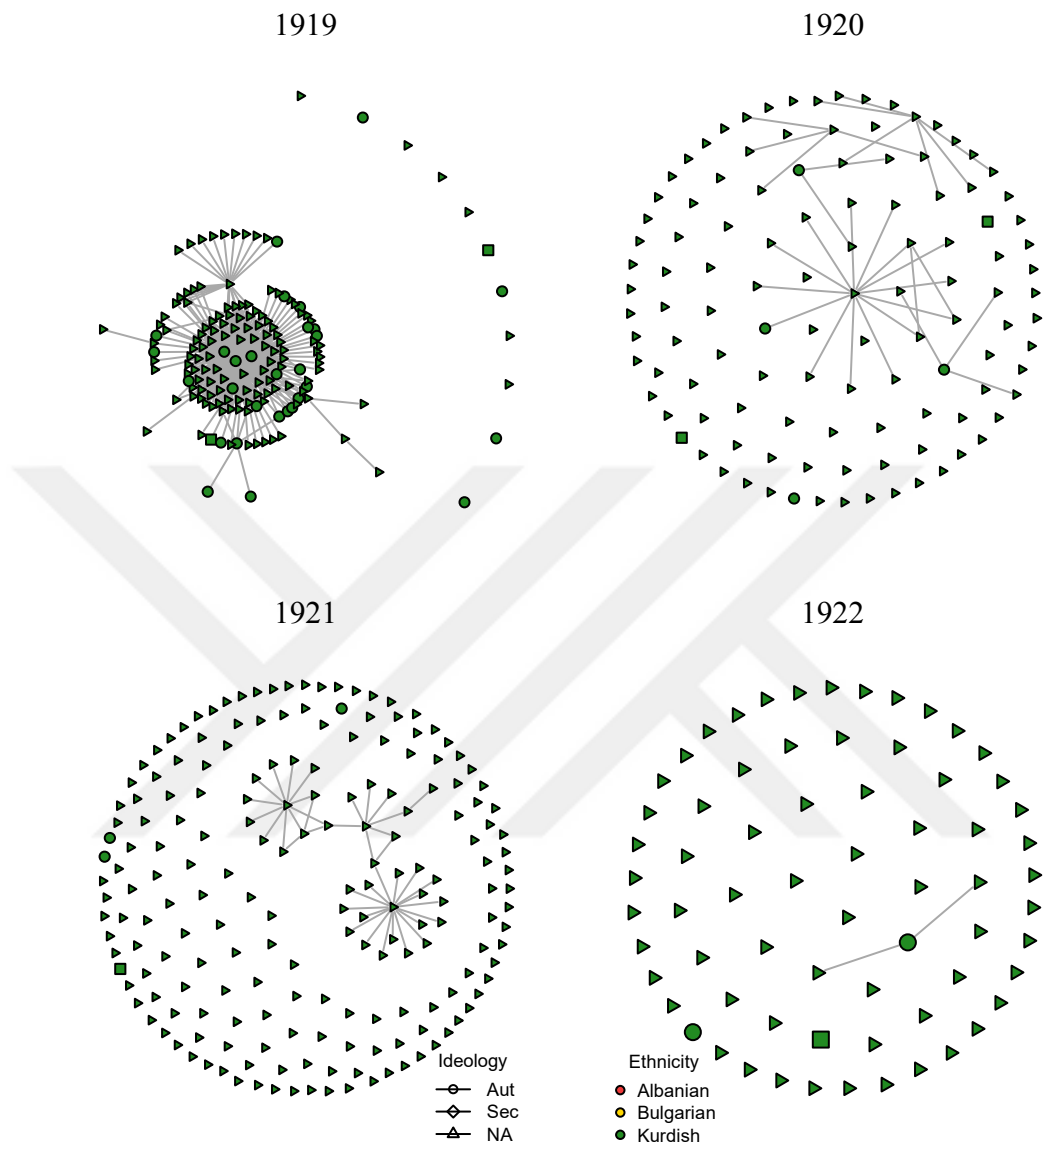 1919
1920
1921
1922
Ideology
Aut
Sec
NA
Ethnicity
Albanian
Bulgarian
Kurdish